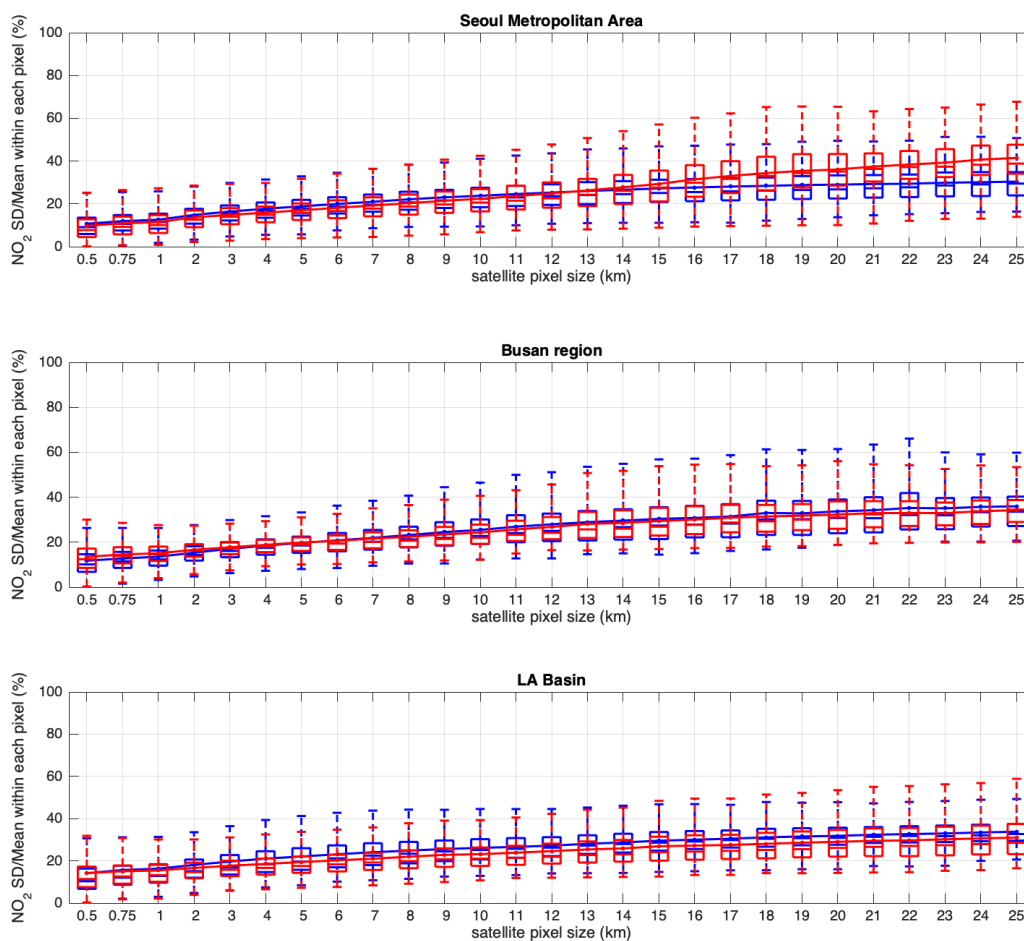 Seoul Metropolitan Area
NO₂ SD/Mean within each pixel (%)
100
80
60
40
20
0
0.5 0.75 1 2 3 4 5 6 7 8 9 10 11 12 13 14 15 16 17 18 19 20 21 22 23 24 25
satellite pixel size (km)
Busan region
NO₂ SD/Mean within each pixel (%)
100
80
60
40
20
0
0.5 0.75 1 2 3 4 5 6 7 8 9 10 11 12 13 14 15 16 17 18 19 20 21 22 23 24 25
satellite pixel size (km)
LA Basin
NO₂ SD/Mean within each pixel (%)
100
80
60
40
20
0
0.5 0.75 1 2 3 4 5 6 7 8 9 10 11 12 13 14 15 16 17 18 19 20 21 22 23 24 25
satellite pixel size (km)